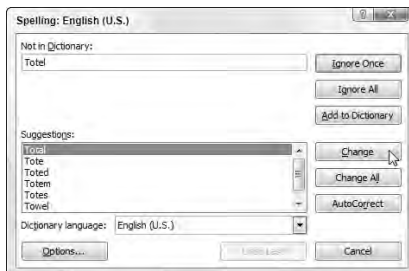 Spelling: English (U.S.)
Not in Dictionary:
Totel
Ignore Once
Ignore All
Add to Dictionary
Suggestions:
Total
Tote
Toted
Totem
Totes
Towel
Change
Change All
AutoCorrect
Dictionary language: English (U.S.)
Options...
Cancel